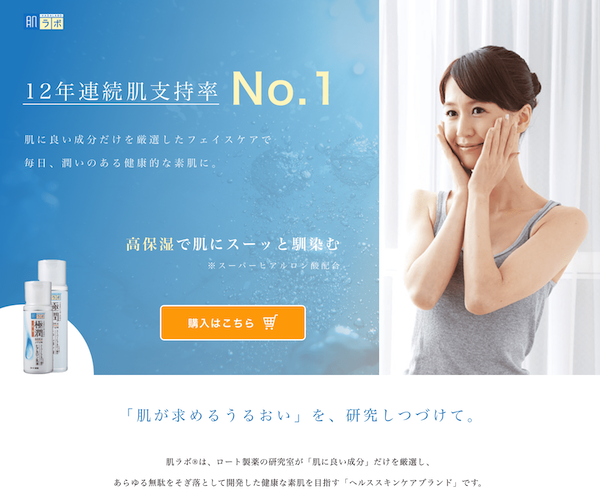 肌ラボ
12年連続肌支持率 No.1
肌に良い成分だけを厳選したフェイスケアで
毎日、潤いのある健康的な素肌に。
高保湿で肌にスーッと馴染む
※スーパーヒアルロン酸配合
購入はこちら
極潤
「肌が求めるうるおい」を、研究しつづけて。
肌ラボ®は、ロート製薬の研究室が「肌に良い成分」だけを厳選し、
あらゆる無駄をそぎ落として開発した健康な素肌を目指す「ヘルススキンケアブランド」です。